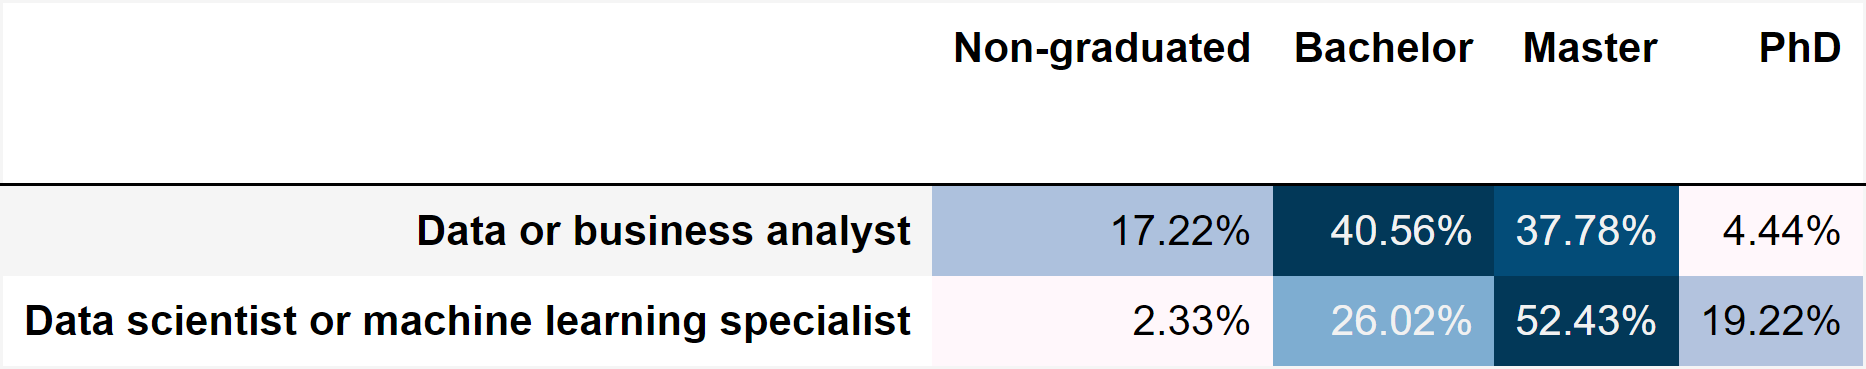 Non-graduated Bachelor Master PhD
Data or business analyst 17.22% 40.56% 37.78% 4.44%
Data scientist or machine learning specialist 2.33% 26.02% 52.43% 19.22%